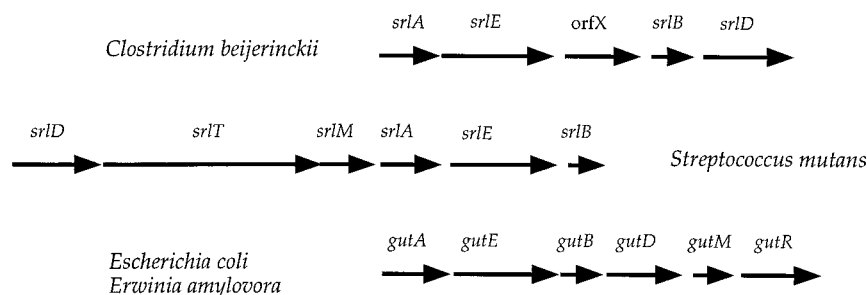 srlA srlE orfX srlB srlD
Clostridium beijerinckii
srlD srlT srlM srlA srlE srlB
Streptococcus mutans
gutA gutE gutB gutD gutM gutR
Escherichia coli
Erwinia amylovora